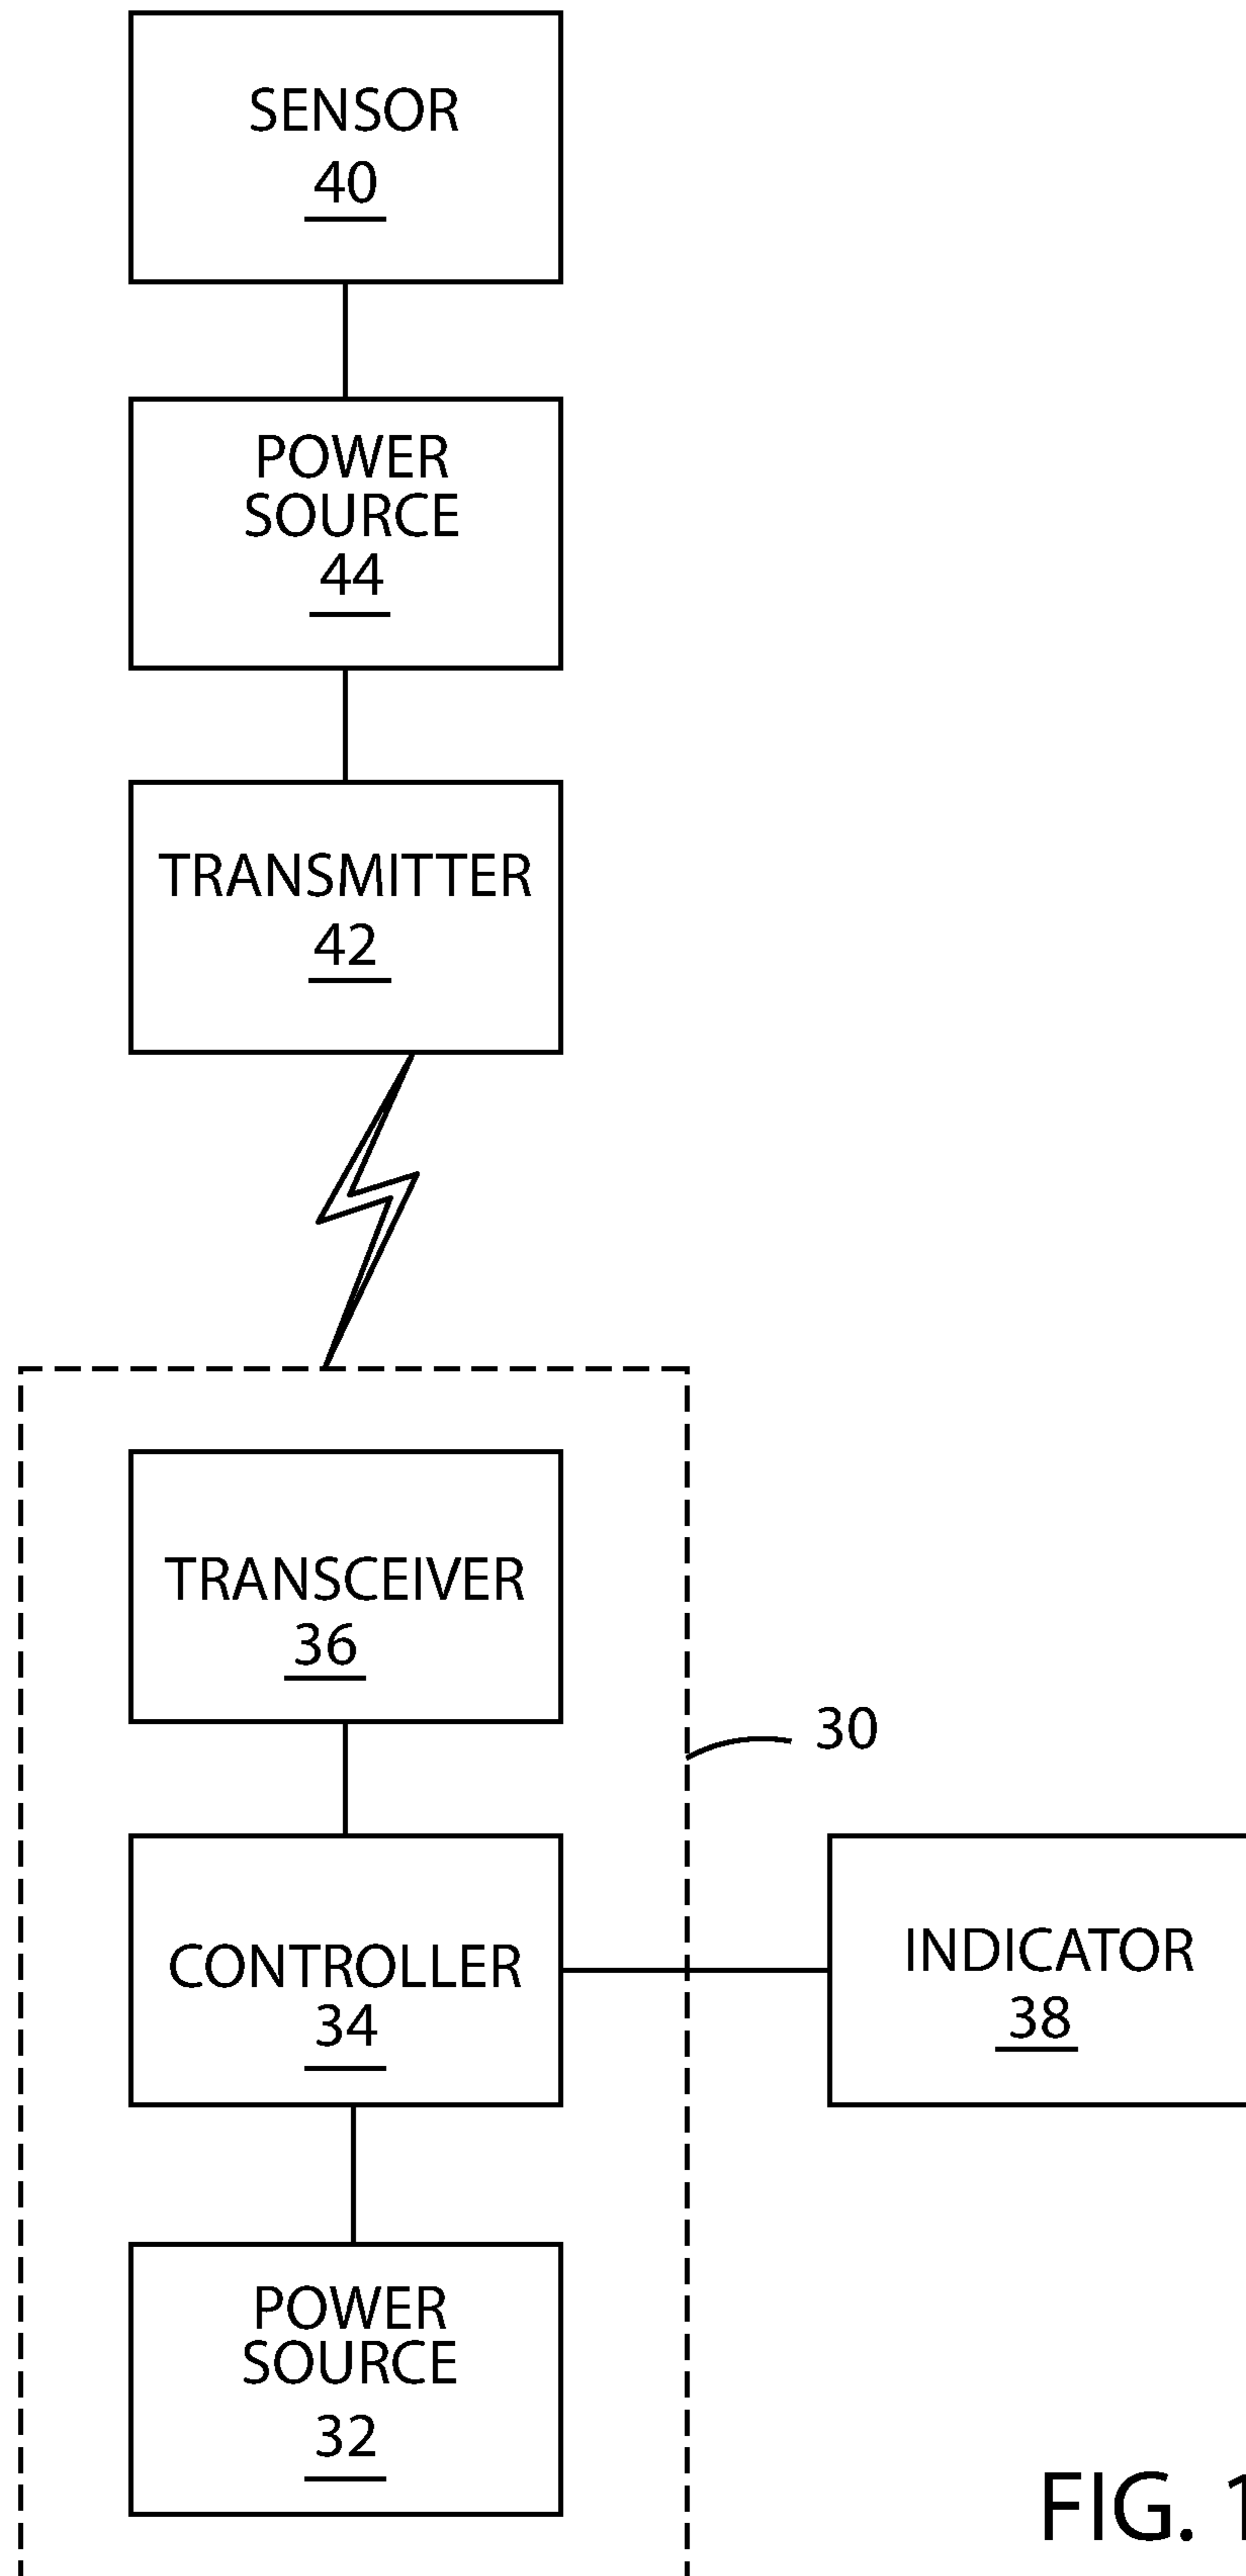 SENSOR
40
POWER
SOURCE
44
TRANSMITTER
42
TRANSCEIVER
36
30
CONTROLLER
34
INDICATOR
38
POWER
SOURCE
32
FIG. 1